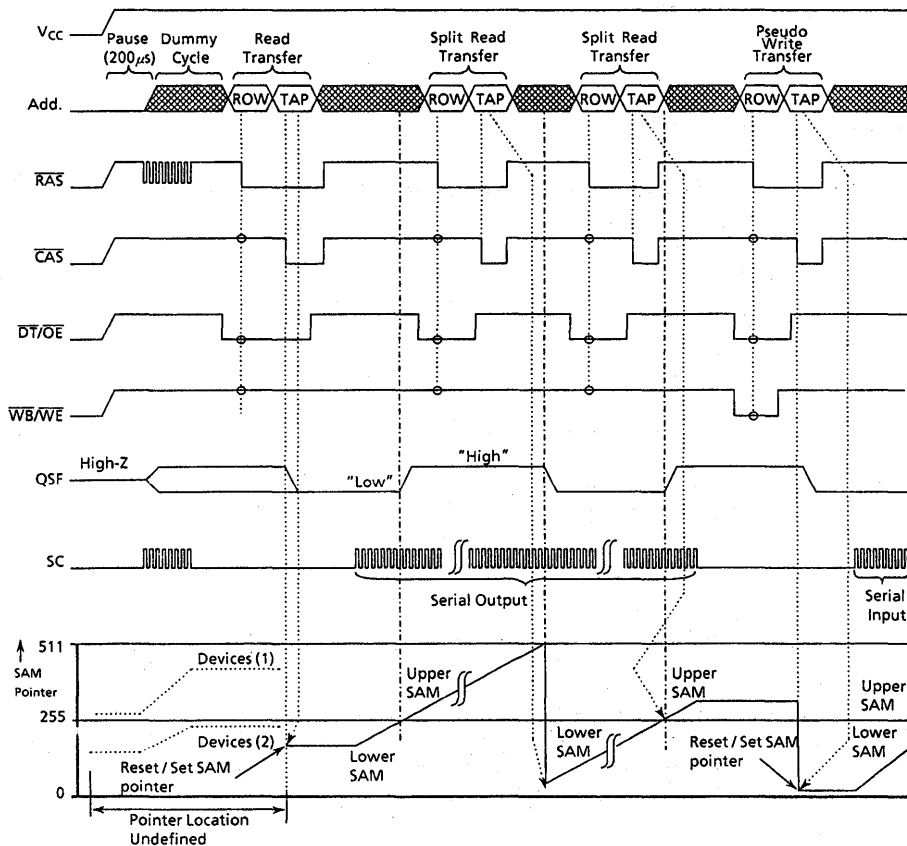 VCC
Pause
(200μs)
Dummy
Cycle
Read
Transfer
Split Read
Transfer
Split Read
Transfer
Pseudo
Write
Transfer
Add.
ROW
TAP
ROW
TAP
ROW
TAP
ROW
TAP
RAS
CAS
DT/OE
WB/WE
High-Z
QSF
"Low"
"High"
SC
Serial Output
Serial
Input
511
SAM
Pointer
255
0
Devices (1)
Devices (2)
Reset / Set SAM
pointer
Pointer Location
Undefined
Lower
SAM
Upper
SAM
Lower
SAM
Upper
SAM
Reset / Set SAM
pointer
Upper
SAM
Lower
SAM